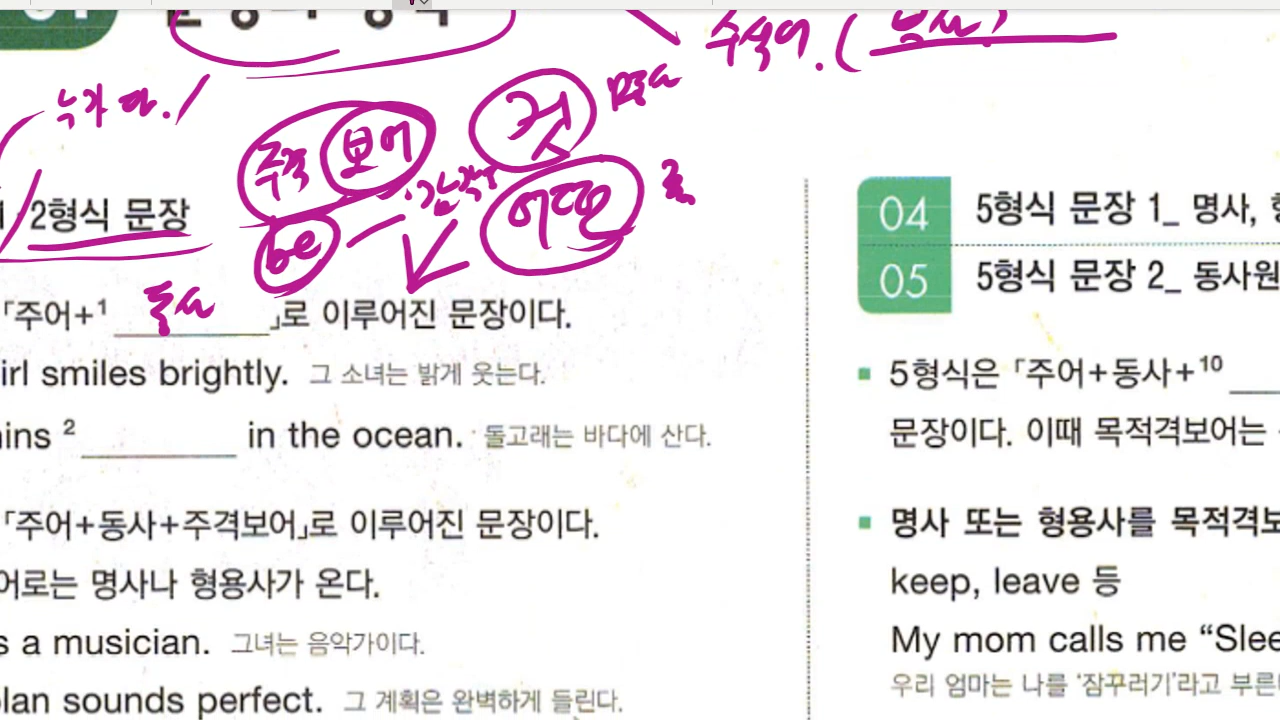 수식어. (부사)
누가 다. /
주격 보어
것 명사
be
감각
어떤 형
1, 2형식 문장
「주어+¹ 동사 」로 이루어진 문장이다.
irl smiles brightly. 그 소녀는 밝게 웃는다.
ins ² ________ in the ocean. 돌고래는 바다에 산다.
「주어+동사+주격보어」로 이루어진 문장이다.
어로는 명사나 형용사가 온다.
s a musician. 그녀는 음악가이다.
plan sounds perfect. 그 계획은 완벽하게 들린다.
04 5형식 문장 1_ 명사,
05 5형식 문장 2_ 동사원
5형식은 「주어+동사+¹⁰ __
문장이다. 이때 목적격보어는
명사 또는 형용사를 목적격보
keep, leave 등
My mom calls me “Slee
우리 엄마는 나를 ‘잠꾸러기’라고 부른